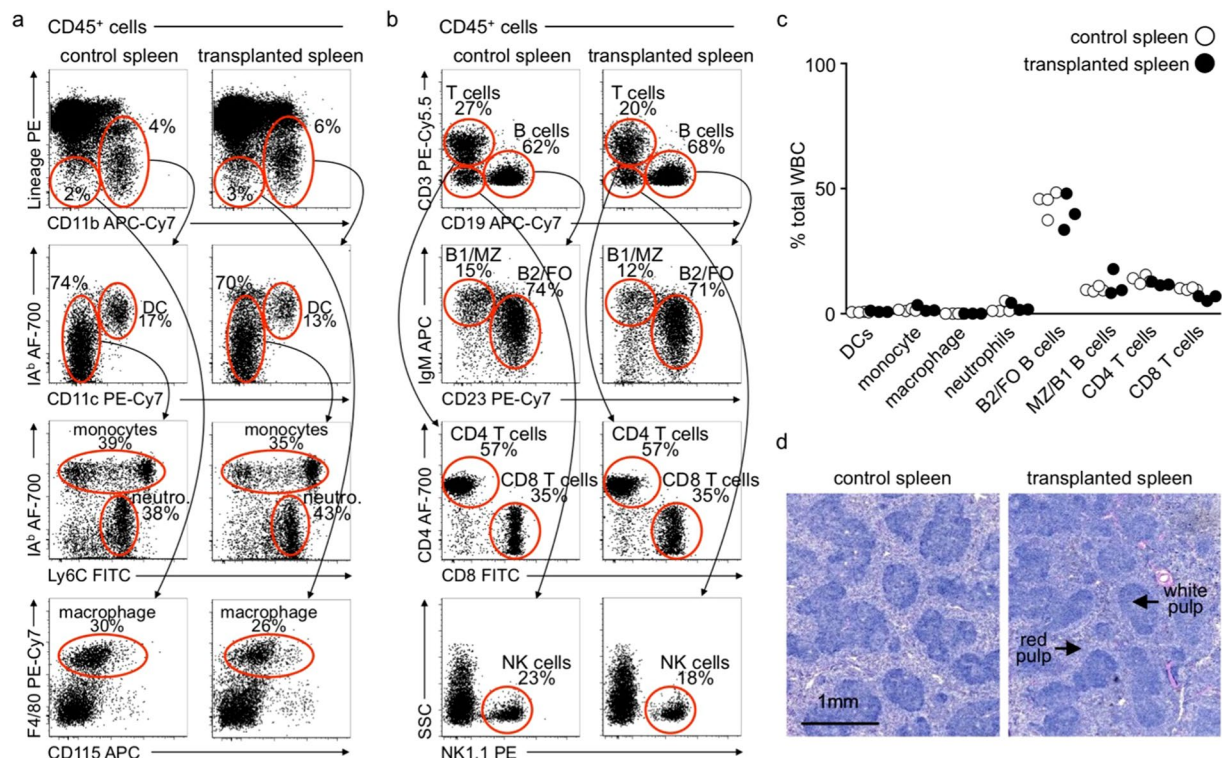 a
CD45+ cells
control spleen
transplanted spleen
Lineage PE
4%
2%
6%
3%
CD11b APC-Cy7
IAb AF-700
74%
DC
17%
70%
DC
13%
CD11c PE-Cy7
IAb AF-700
monocytes
39%
neutro.
38%
monocytes
35%
neutro.
43%
Ly6C FITC
F4/80 PE-Cy7
macrophage
30%
macrophage
26%
CD115 APC
b
CD45+ cells
control spleen
transplanted spleen
CD3 PE-Cy5.5
T cells
27%
B cells
62%
T cells
20%
B cells
68%
CD19 APC-Cy7
IgM APC
B1/MZ
15%
B2/FO
74%
B1/MZ
12%
B2/FO
71%
CD23 PE-Cy7
CD4 AF-700
CD4 T cells
57%
CD8 T cells
35%
CD4 T cells
57%
CD8 T cells
35%
CD8 FITC
SSC
NK cells
23%
NK cells
18%
NK1.1 PE
c
control spleen
transplanted spleen
% total WBC
100
50
0
DCs
monocyte
macrophage
neutrophils
B2/FO B cells
MZ/B1 B cells
CD4 T cells
CD8 T cells
d
control spleen
transplanted spleen
1mm
white
pulp
red
pulp